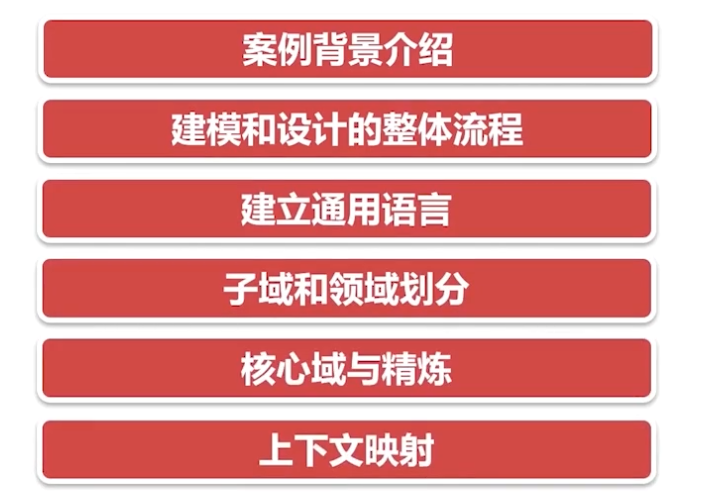 案例背景介绍
建模和设计的整体流程
建立通用语言
子域和领域划分
核心域与精炼
上下文映射